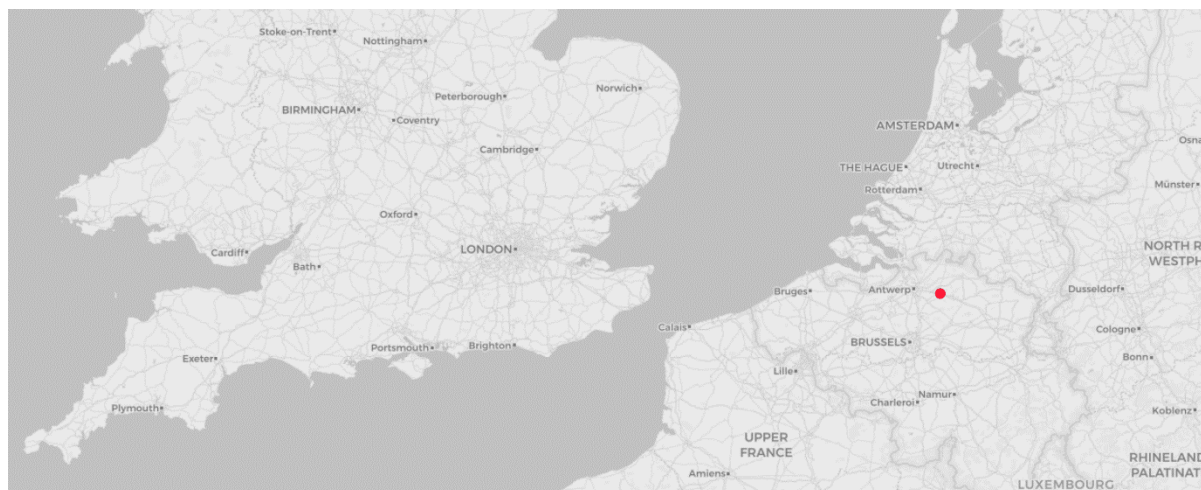 Stoke-on-Trent
Nottingham
Norwich
Peterborough
BIRMINGHAM
Coventry
AMSTERDAM
Cambridge
Osna
THE HAGUE
Utrecht
Rotterdam
Münster
Oxford
LONDON
Cardiff
Bath
NORTH R
WESTPH
Bruges
Antwerp
Dusseldorf
Calais
Cologne
Exeter
Portsmouth
Brighton
BRUSSELS
Bonn
Lille
Plymouth
Charleroi
Namur
Koblenz
UPPER
FRANCE
Amiens
RHINELAN
PALATINAT
LUXEMBOURG